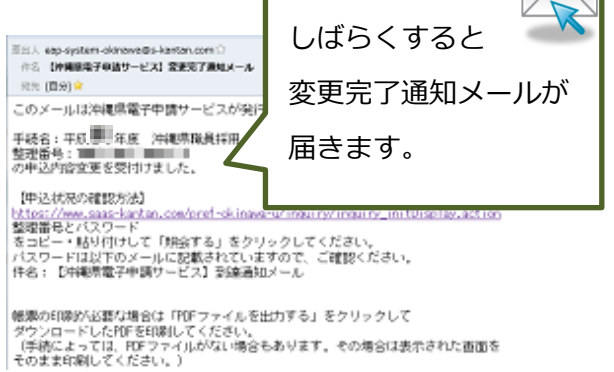 しばらくすると
変更完了通知メールが
届きます。
差出人 eap-system-okinawa@s-kantan.com
件名 【沖縄県電子申請サービス】変更完了通知メール
宛先 (自分)
このメールは沖縄県電子申請サービスが発行
手続名：平成 年度 沖縄県職員採用
整理番号：
の申込内容変更を受付けました。
【申込状況の確認方法】
https://www.saas-kantan.com/pref-okinawa-u/inquiry/inquiry_initDisplay.action
整理番号とパスワード
をコピー・貼り付けして「照会する」をクリックしてください。
パスワードは以下のメールに記載されていますので、ご確認ください。
件名：【沖縄県電子申請サービス】到達通知メール
帳票の印刷が必要な場合は「PDFファイルを出力する」をクリックして
ダウンロードしたPDFを印刷してください。
（手続によっては、PDFファイルがない場合もあります。その場合は表示された画面を
そのまま印刷してください。）